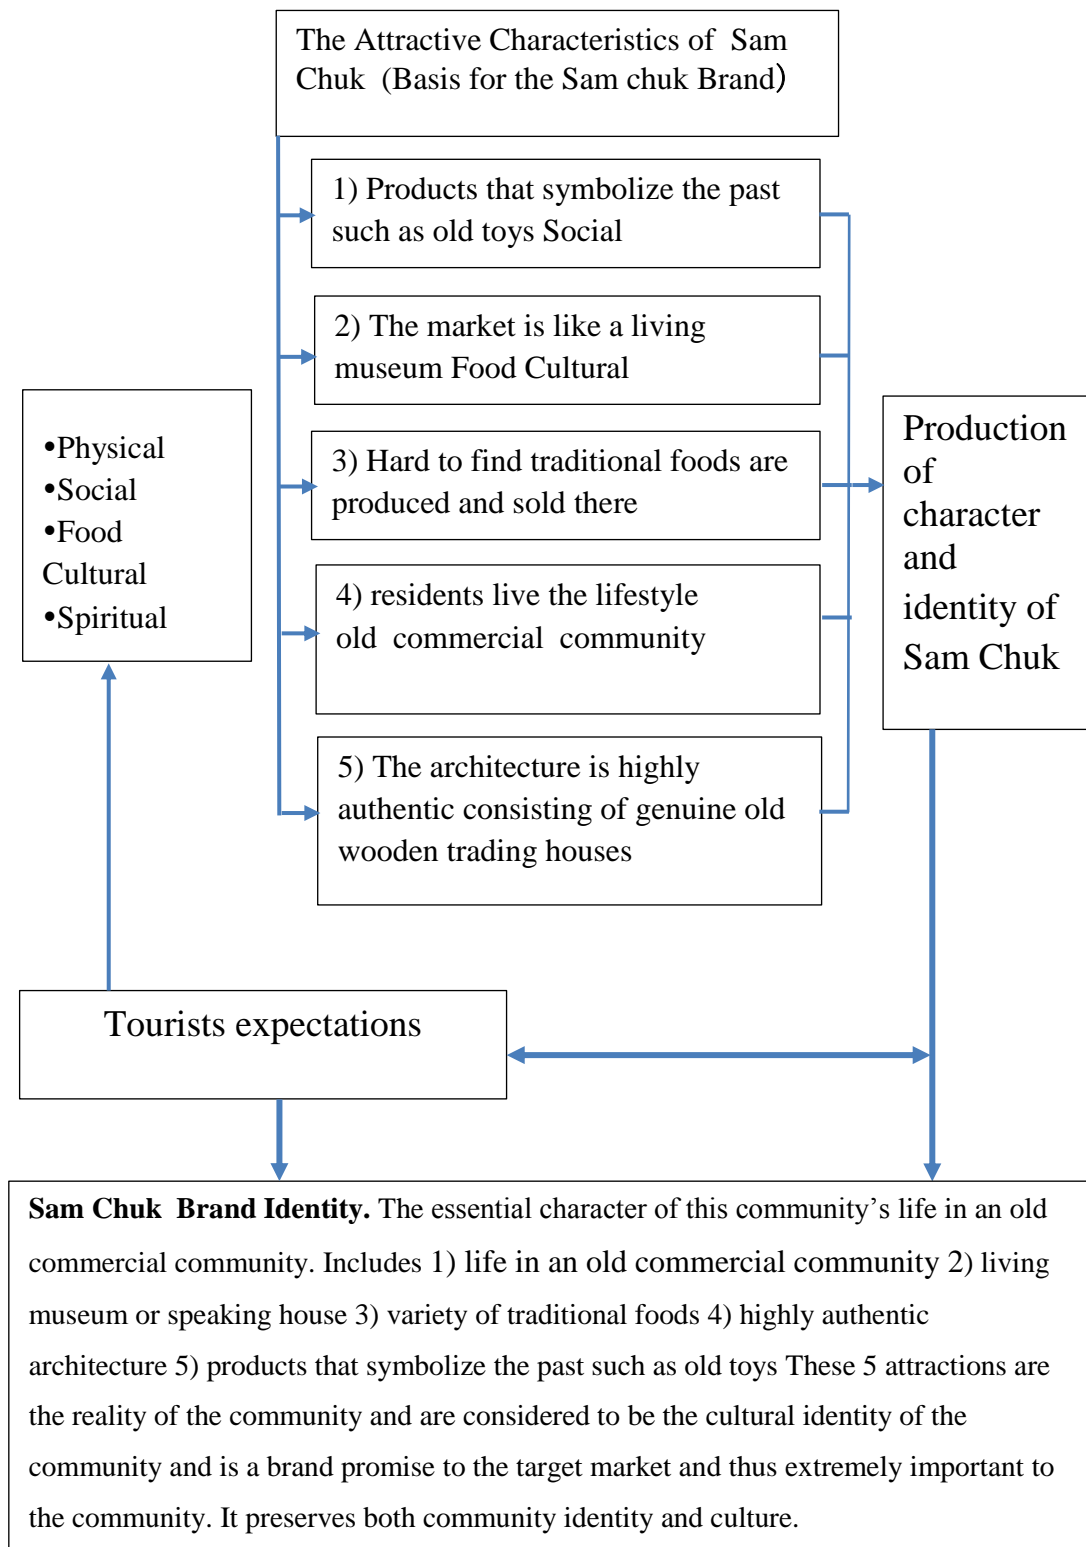 The Attractive Characteristics of Sam
Chuk (Basis for the Sam chuk Brand)
1) Products that symbolize the past
such as old toys Social
2) The market is like a living
museum Food Cultural
3) Hard to find traditional foods are
produced and sold there
4) residents live the lifestyle
old commercial community
5) The architecture is highly
authentic consisting of genuine old
wooden trading houses
•Physical
•Social
•Food
Cultural
•Spiritual
Production
of
character
and
identity of
Sam Chuk
Tourists expectations
Sam Chuk Brand Identity. The essential character of this community’s life in an old
commercial community. Includes 1) life in an old commercial community 2) living
museum or speaking house 3) variety of traditional foods 4) highly authentic
architecture 5) products that symbolize the past such as old toys These 5 attractions are
the reality of the community and are considered to be the cultural identity of the
community and is a brand promise to the target market and thus extremely important to
the community. It preserves both community identity and culture.